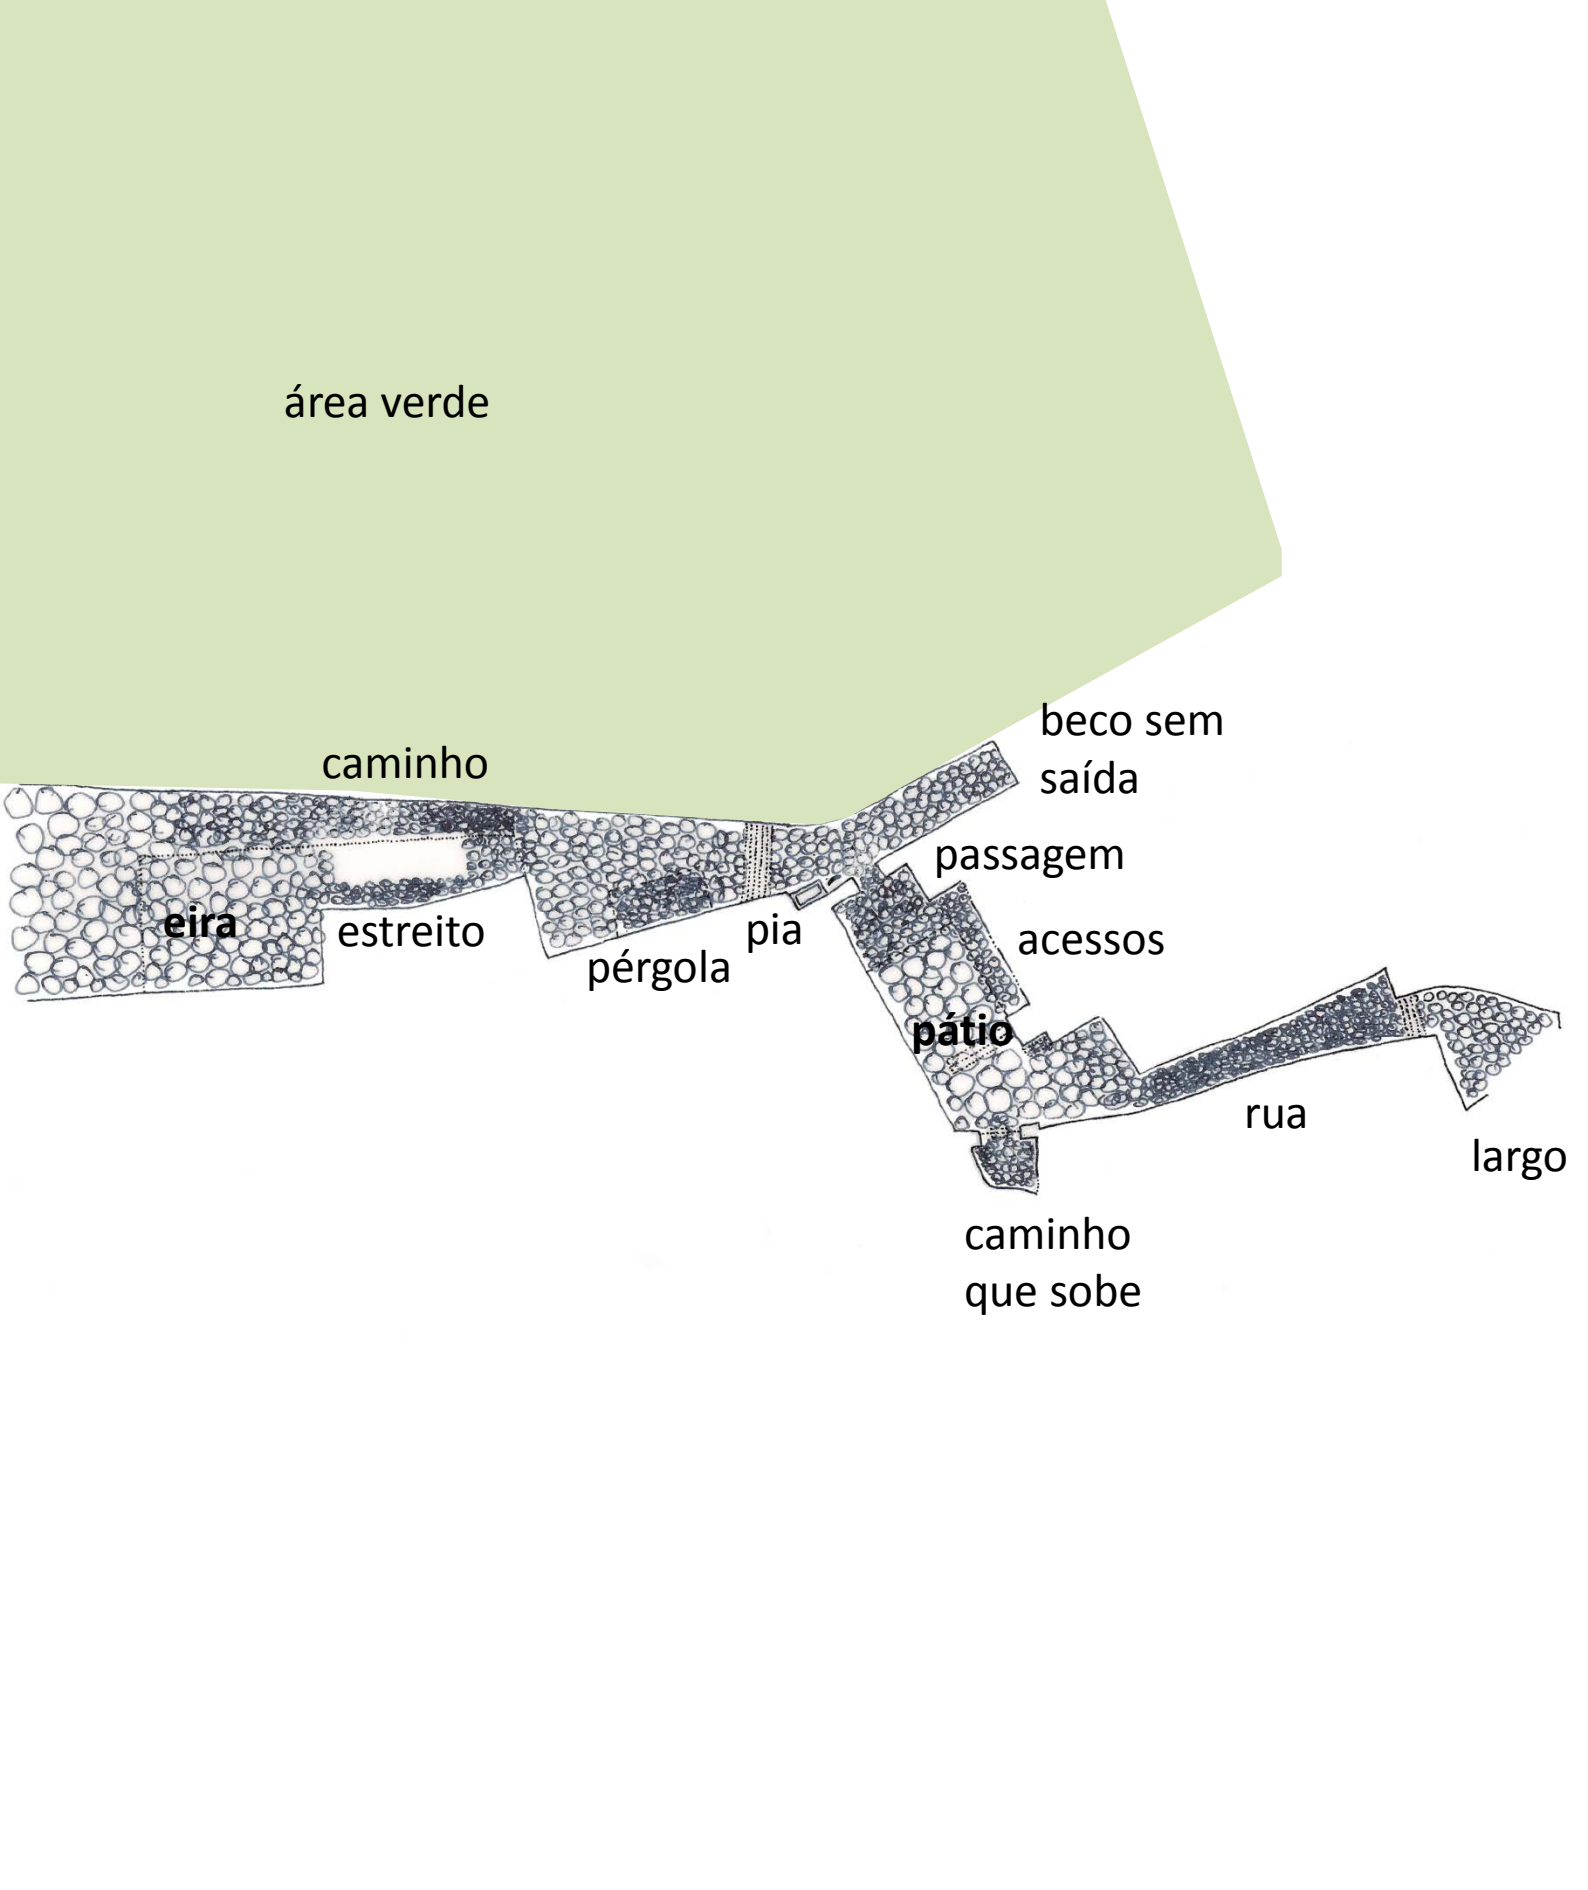 área verde
beco sem
saída
caminho
passagem
eira
estreito
pia
acessos
pérgola
pátio
rua
largo
caminho
que sobe